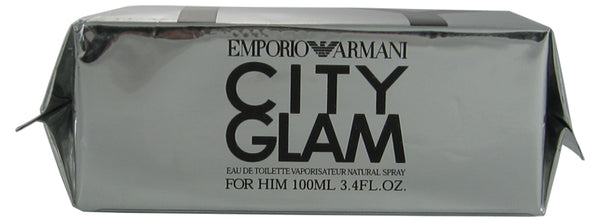 EMPORIO ARMANI
CITY
GLAM
EAU DE TOILETTE VAPORISATEUR NATURAL SPRAY
FOR HIM 100ML 3.4FL.OZ.